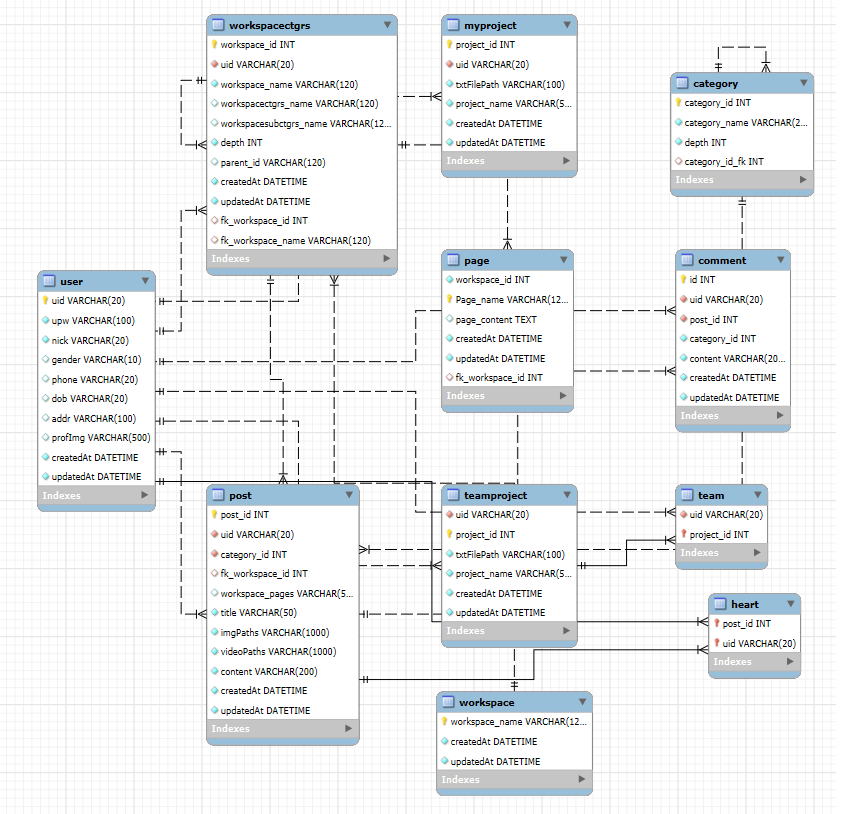 workspacectgrs
workspace_id INT
uid VARCHAR(20)
workspace_name VARCHAR(120)
workspacectgrs_name VARCHAR(120)
workspacesubctgrs_name VARCHAR(12...
depth INT
parent_id VARCHAR(120)
createdAt DATETIME
updatedAt DATETIME
fk_workspace_id INT
fk_workspace_name VARCHAR(120)
Indexes
myproject
project_id INT
uid VARCHAR(20)
txtFilePath VARCHAR(100)
project_name VARCHAR(5...
createdAt DATETIME
updatedAt DATETIME
Indexes
category
category_id INT
category_name VARCHAR(2...
depth INT
category_id_fk INT
Indexes
user
uid VARCHAR(20)
upw VARCHAR(100)
nick VARCHAR(20)
gender VARCHAR(10)
phone VARCHAR(20)
dob VARCHAR(20)
addr VARCHAR(100)
profImg VARCHAR(500)
createdAt DATETIME
updatedAt DATETIME
Indexes
page
workspace_id INT
Page_name VARCHAR(12...
page_content TEXT
createdAt DATETIME
updatedAt DATETIME
fk_workspace_id INT
Indexes
comment
id INT
uid VARCHAR(20)
post_id INT
category_id INT
content VARCHAR(20...
createdAt DATETIME
updatedAt DATETIME
Indexes
post
post_id INT
uid VARCHAR(20)
category_id INT
fk_workspace_id INT
workspace_pages VARCHAR(5...
title VARCHAR(50)
imgPaths VARCHAR(1000)
videoPaths VARCHAR(1000)
content VARCHAR(200)
createdAt DATETIME
updatedAt DATETIME
Indexes
teamproject
uid VARCHAR(20)
project_id INT
txtFilePath VARCHAR(100)
project_name VARCHAR(5...
createdAt DATETIME
updatedAt DATETIME
Indexes
team
uid VARCHAR(20)
project_id INT
Indexes
heart
post_id INT
uid VARCHAR(20)
Indexes
workspace
workspace_name VARCHAR(12...
createdAt DATETIME
updatedAt DATETIME
Indexes